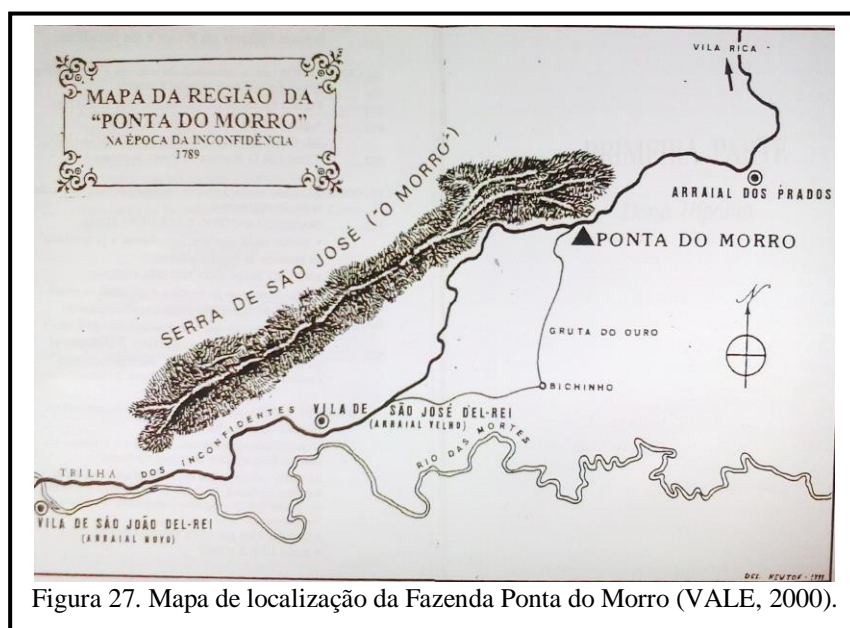 MAPA DA REGIÃO DA
"PONTA DO MORRO"
NA ÉPOCA DA INCONFIDÊNCIA
1789
VILA RICA
ARRAIAL DOS PRADOS
PONTA DO MORRO
SERRA DE SÃO JOSÉ ("O MORRO")
N
GRUTA DO OURO
BICHINHO
VILA DE SÃO JOSÉ DEL-REI
(ARRAIAL VELHO)
RIO DAS MORTES
TRILHA DOS INCONFIDENTES
VILA DE SÃO JOÃO DEL-REI
(ARRAIAL NOVO)
DES. NEWTON
Figura 27. Mapa de localização da Fazenda Ponta do Morro (VALE, 2000).